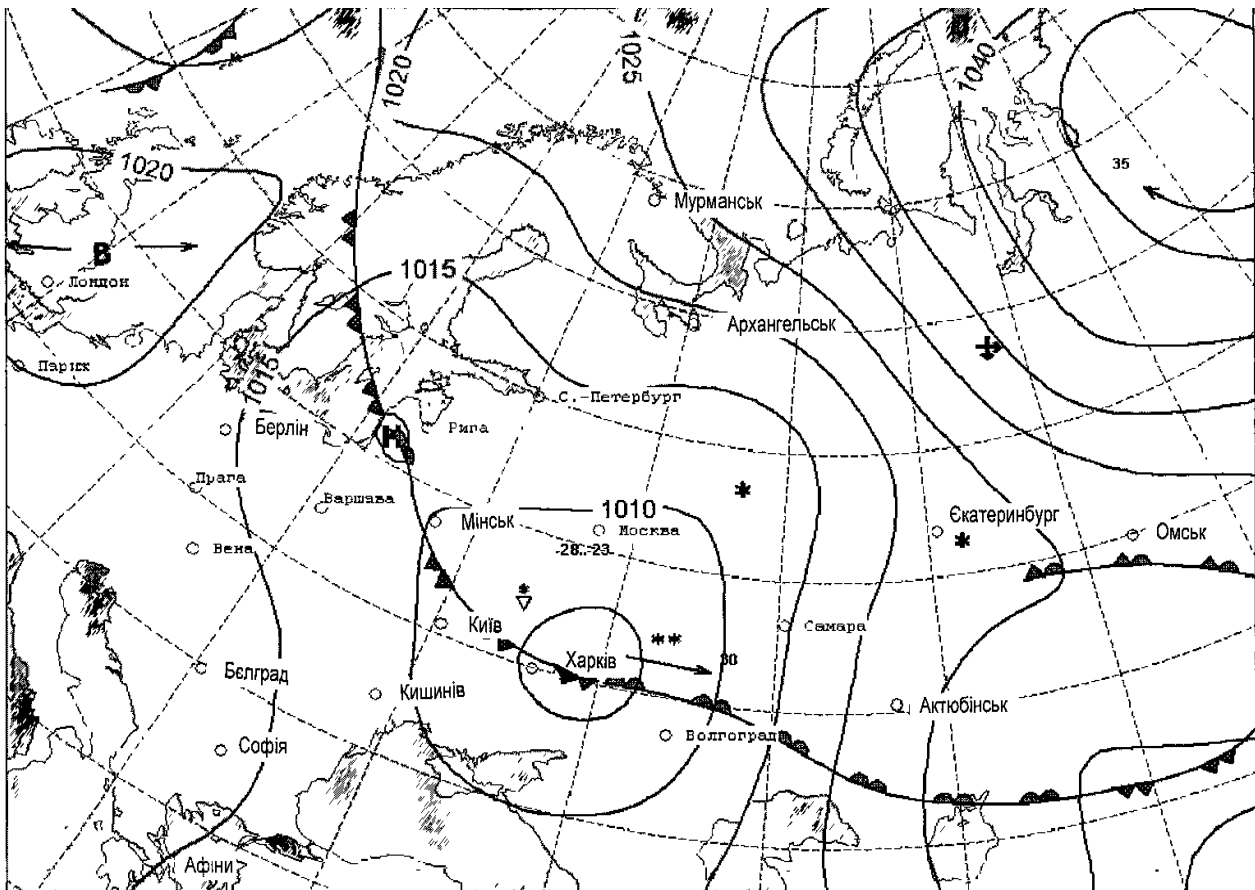 1020
1025
1040
1020
35
Мурманськ
В
1015
Лондон
Архангельськ
Париж
1015
С.-Петербург
Берлін
Н
Рига
Прага
Варшава
1010
Мінськ
Москва
Єкатеринбург
Омськ
Вена
-28..-23
Київ
Самара
Харків
30
Бєлград
Кишинів
Актюбінськ
Софія
Волгоград
Афіни